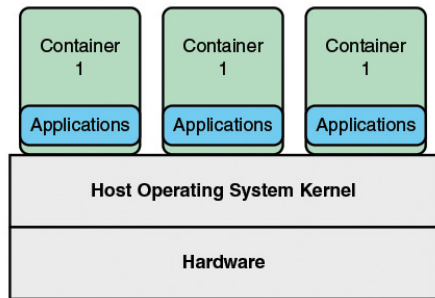 Container
1
Applications
Container
1
Applications
Container
1
Applications
Host Operating System Kernel
Hardware